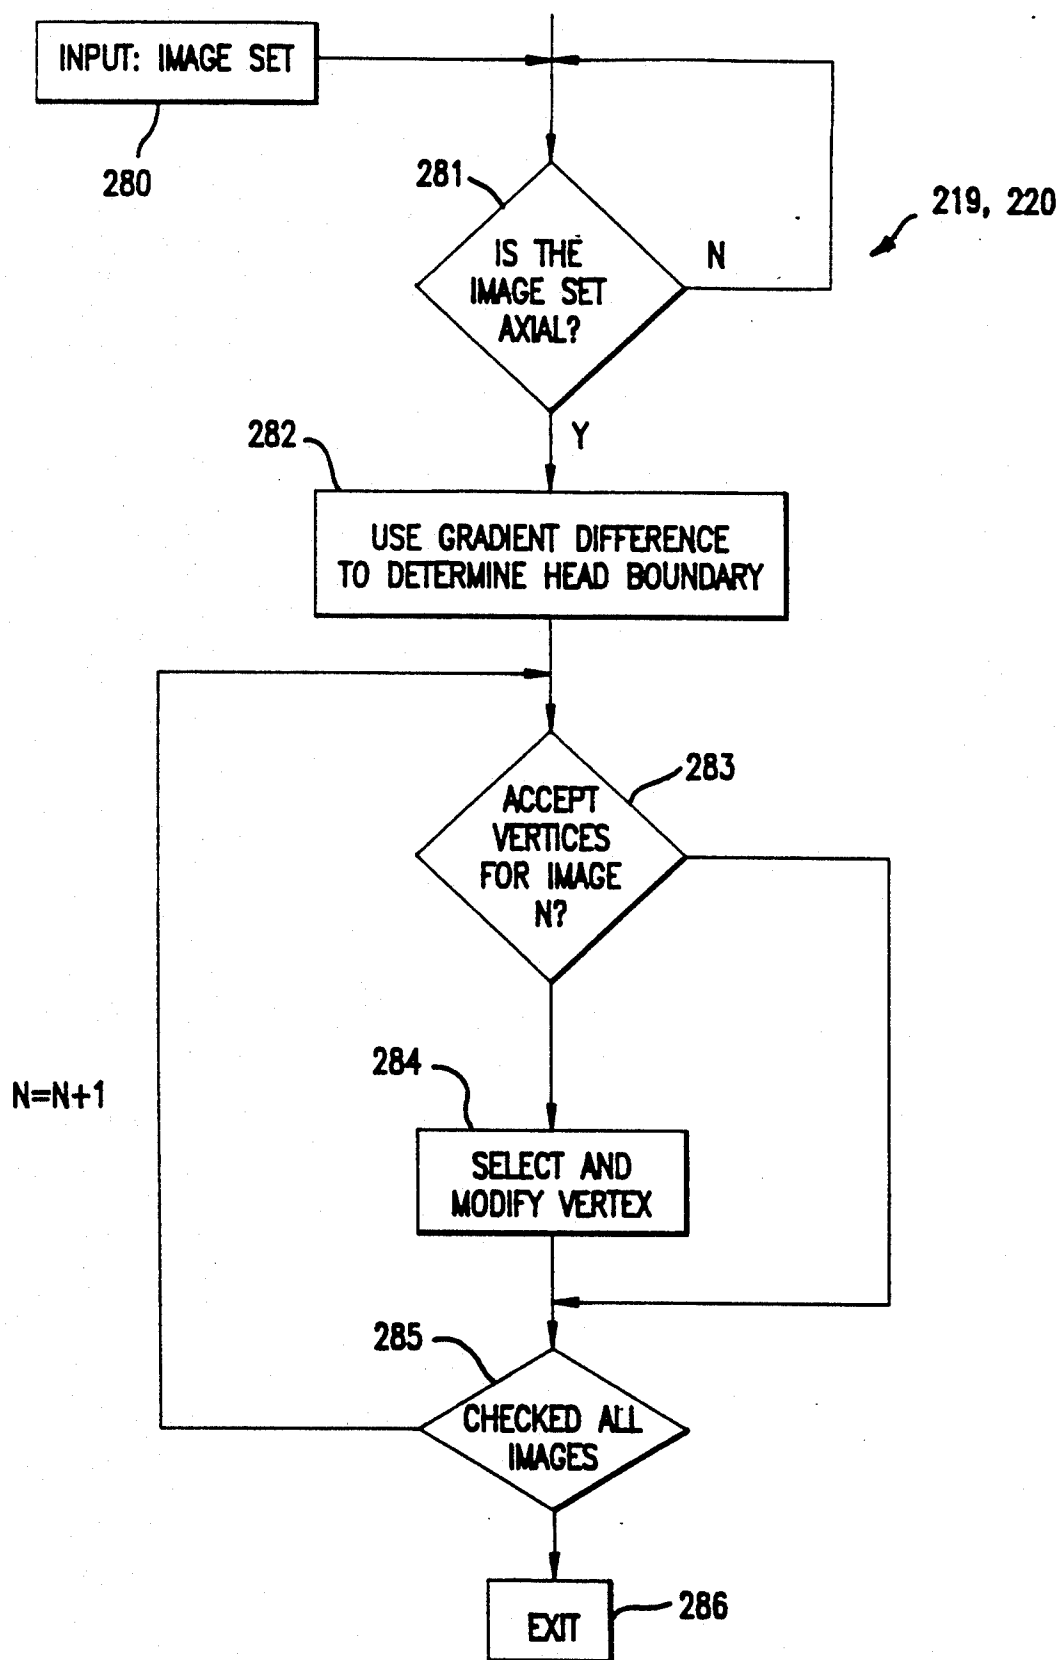 INPUT: IMAGE SET
280
281
219, 220
IS THE
IMAGE SET
AXIAL?
N
Y
282
USE GRADIENT DIFFERENCE
TO DETERMINE HEAD BOUNDARY
283
ACCEPT
VERTICES
FOR IMAGE
N?
284
N=N+1
SELECT AND
MODIFY VERTEX
285
CHECKED ALL
IMAGES
EXIT
286